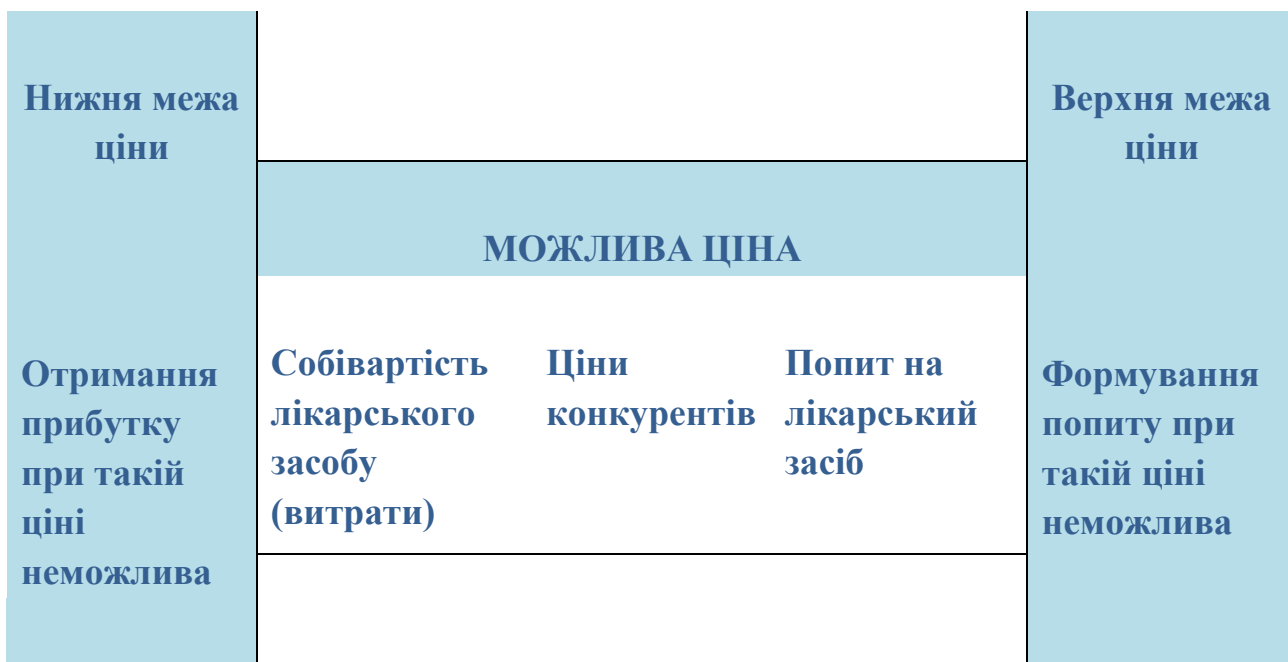 Нижня межа
ціни
Верхня межа
ціни
МОЖЛИВА ЦІНА
Отримання
прибутку
при такій
ціні
неможлива
Собівартість
лікарського
засобу
(витрати)
Ціни
конкурентів
Попит на
лікарський
засіб
Формування
попиту при
такій ціні
неможлива